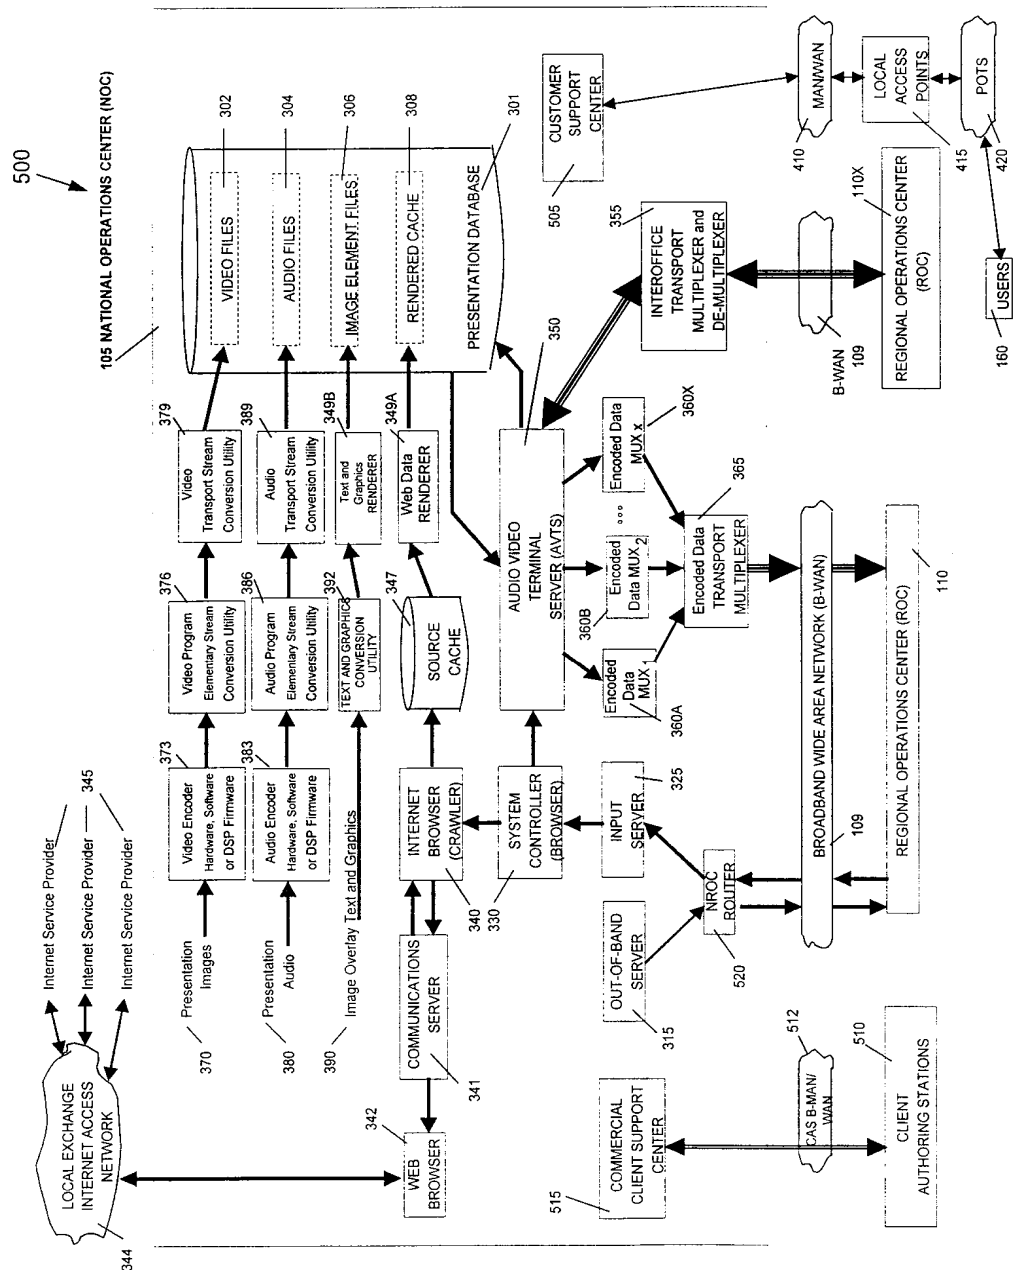 500
105 NATIONAL OPERATIONS CENTER (NOC)
LOCAL EXCHANGE
INTERNET ACCESS
NETWORK
344
Internet Service Provider
Internet Service Provider
Internet Service Provider
345
370
Presentation
Images
373
Video Encoder
Hardware, Software
or DSP Firmware
376
Video Program
Elementary Stream
Conversion Utility
379
Video
Transport Stream
Conversion Utility
VIDEO FILES
302
380
Presentation
Audio
383
Audio Encoder
Hardware, Software
or DSP Firmware
386
Audio Program
Elementary Stream
Conversion Utility
389
Audio
Transport Stream
Conversion Utility
AUDIO FILES
304
390
Image Overlay Text and Graphics
392
TEXT AND GRAPHICS
CONVERSION
UTILITY
349B
Text and
Graphics
RENDERER
IMAGE ELEMENT FILES
306
342
WEB
BROWSER
COMMUNICATIONS
SERVER
341
INTERNET
BROWSER
(CRAWLER)
340
347
SOURCE
CACHE
349A
Web Data
RENDERER
RENDERED CACHE
308
PRESENTATION DATABASE
301
SYSTEM
CONTROLLER
(BROWSER)
330
AUDIO VIDEO
TERMINAL
SERVER (AVTS)
350
CUSTOMER
SUPPORT
CENTER
505
COMMERCIAL
CLIENT SUPPORT
CENTER
515
OUT-OF-BAND
SERVER
315
INPUT
SERVER
325
Encoded
Data
MUX 1
360A
Encoded
Data MUX 2
360B
Encoded Data
MUX x
360X
INTEROFFICE
TRANSPORT
MULTIPLEXER and
DE-MULTIPLEXER
355
NROC
ROUTER
520
Encoded Data
TRANSPORT
MULTIPLEXER
365
CAS B-MAN/
WAN
512
BROADBAND WIDE AREA NETWORK (B-WAN)
109
B-WAN
109
MAN/WAN
410
LOCAL
ACCESS
POINTS
415
POTS
420
CLIENT
AUTHORING STATIONS
510
REGIONAL OPERATIONS CENTER (ROC)
110
REGIONAL OPERATIONS CENTER
(ROC)
110X
USERS
160